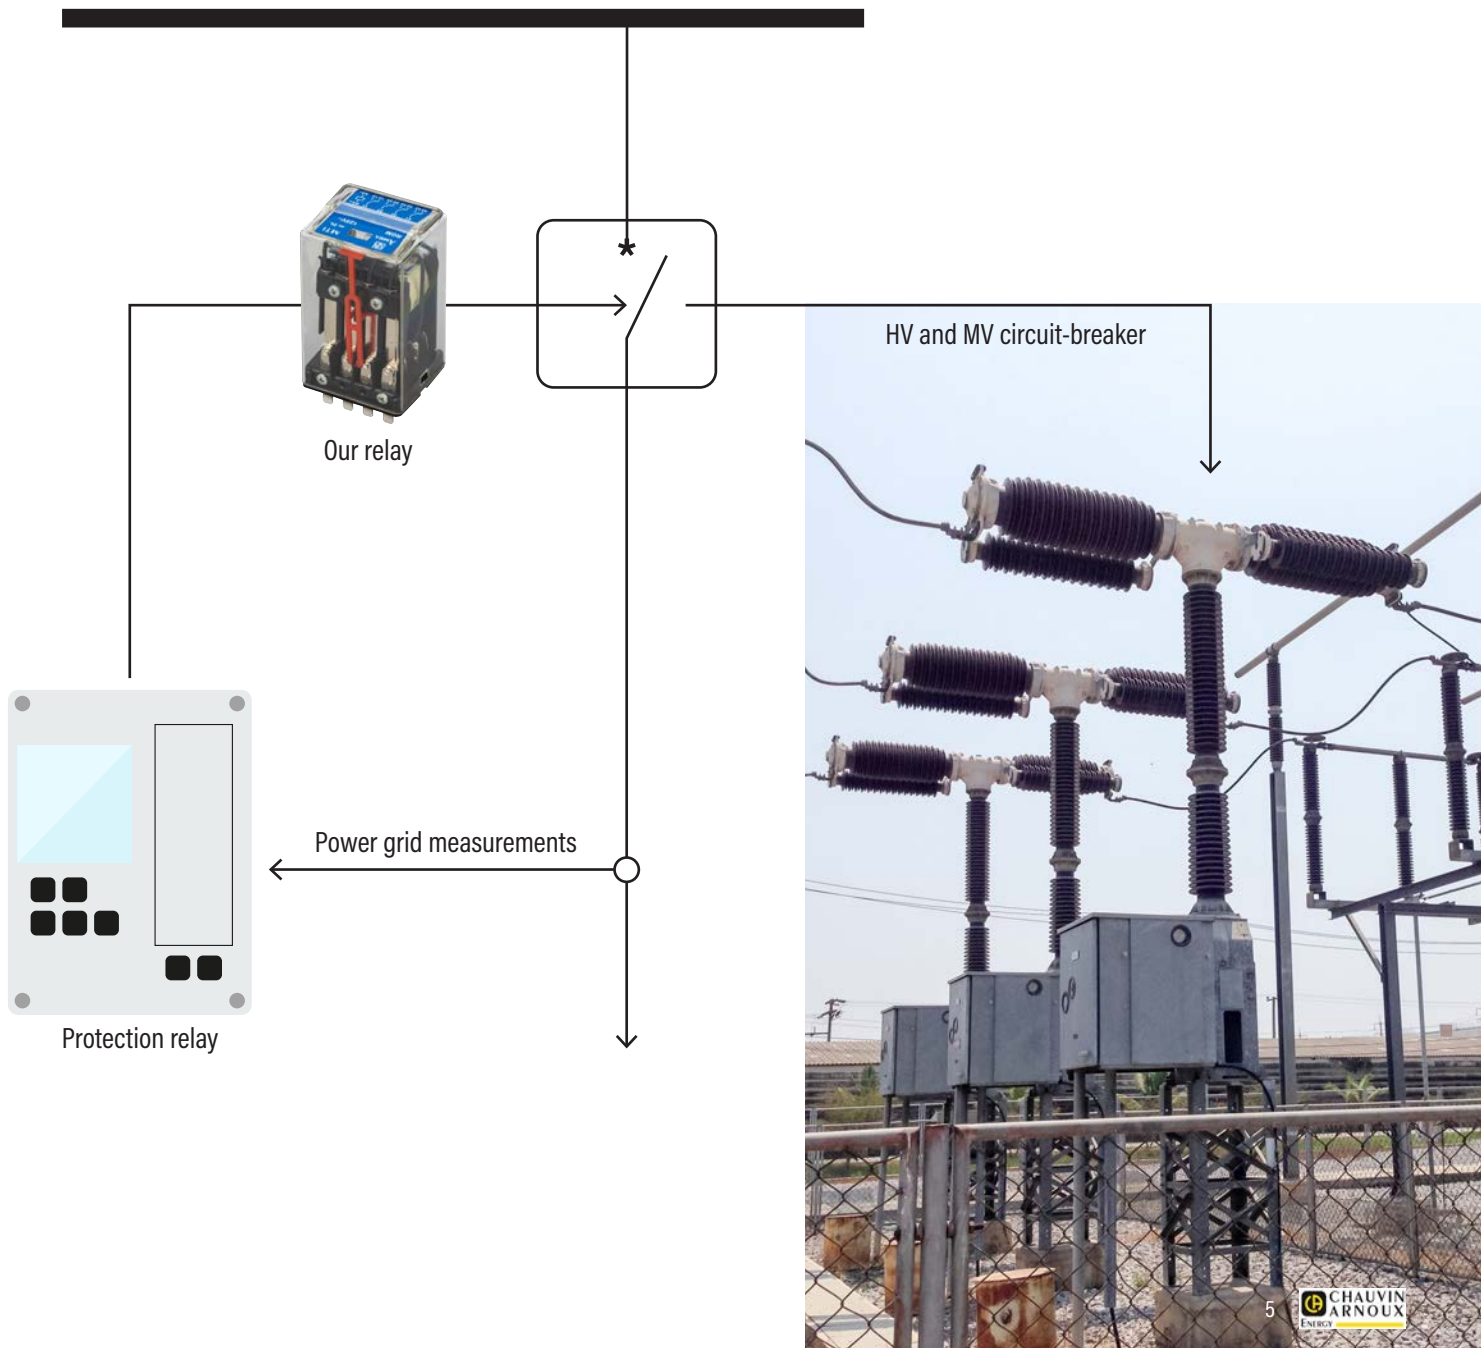 HV and MV circuit-breaker
Our relay
Power grid measurements
Protection relay
5
CHAUVIN
ARNOUX
ENERGY